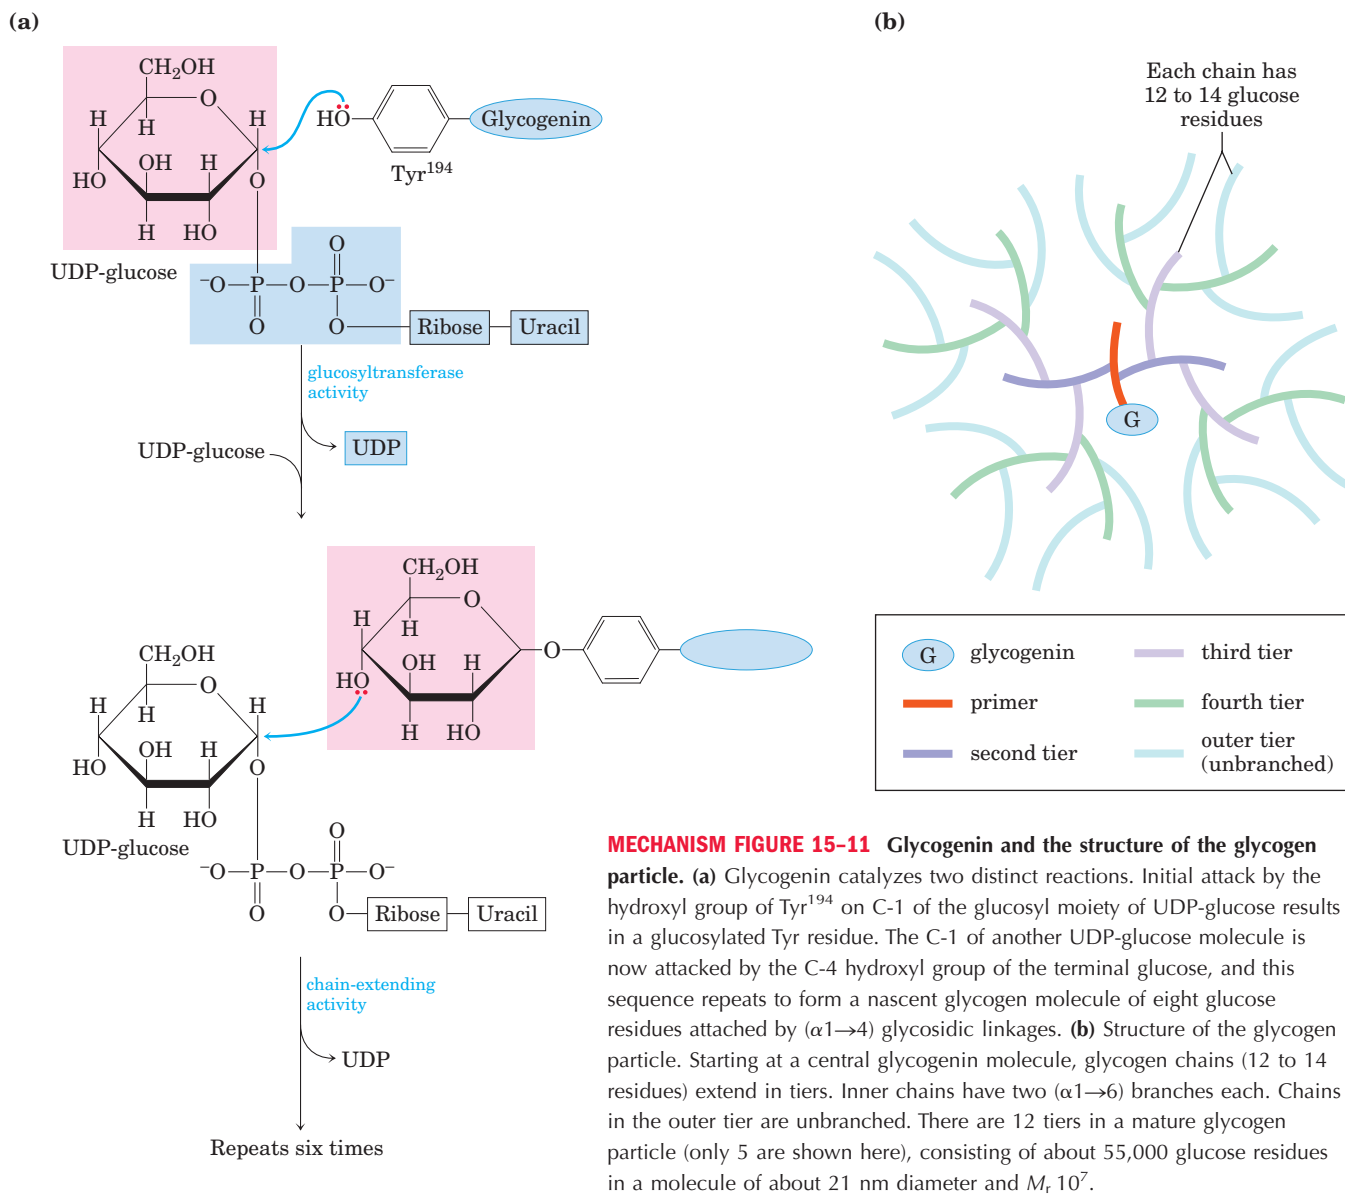 (a)
CH₂OH
O
H
H
H
OH
H
HO
O
H
HO
UDP-glucose
HO
Glycogenin
Tyr¹⁹⁴
O
⁻O—P—O—P—O⁻
O
O
Ribose
Uracil
glucosyltransferase
activity
UDP-glucose
UDP
CH₂OH
O
H
H
OH
H
O
HO
H
HO
CH₂OH
O
H
H
H
OH
H
HO
O
H
HO
UDP-glucose
O
⁻O—P—O—P—O⁻
O
O
Ribose
Uracil
chain-extending
activity
UDP
Repeats six times
(b)
Each chain has
12 to 14 glucose
residues
G
G glycogenin
primer
second tier
third tier
fourth tier
outer tier
(unbranched)
MECHANISM FIGURE 15–11 Glycogenin and the structure of the glycogen
particle. (a) Glycogenin catalyzes two distinct reactions. Initial attack by the
hydroxyl group of Tyr¹⁹⁴ on C-1 of the glucosyl moiety of UDP-glucose results
in a glucosylated Tyr residue. The C-1 of another UDP-glucose molecule is
now attacked by the C-4 hydroxyl group of the terminal glucose, and this
sequence repeats to form a nascent glycogen molecule of eight glucose
residues attached by (α1→4) glycosidic linkages. (b) Structure of the glycogen
particle. Starting at a central glycogenin molecule, glycogen chains (12 to 14
residues) extend in tiers. Inner chains have two (α1→6) branches each. Chains
in the outer tier are unbranched. There are 12 tiers in a mature glycogen
particle (only 5 are shown here), consisting of about 55,000 glucose residues
in a molecule of about 21 nm diameter and Mᵣ 10⁷.